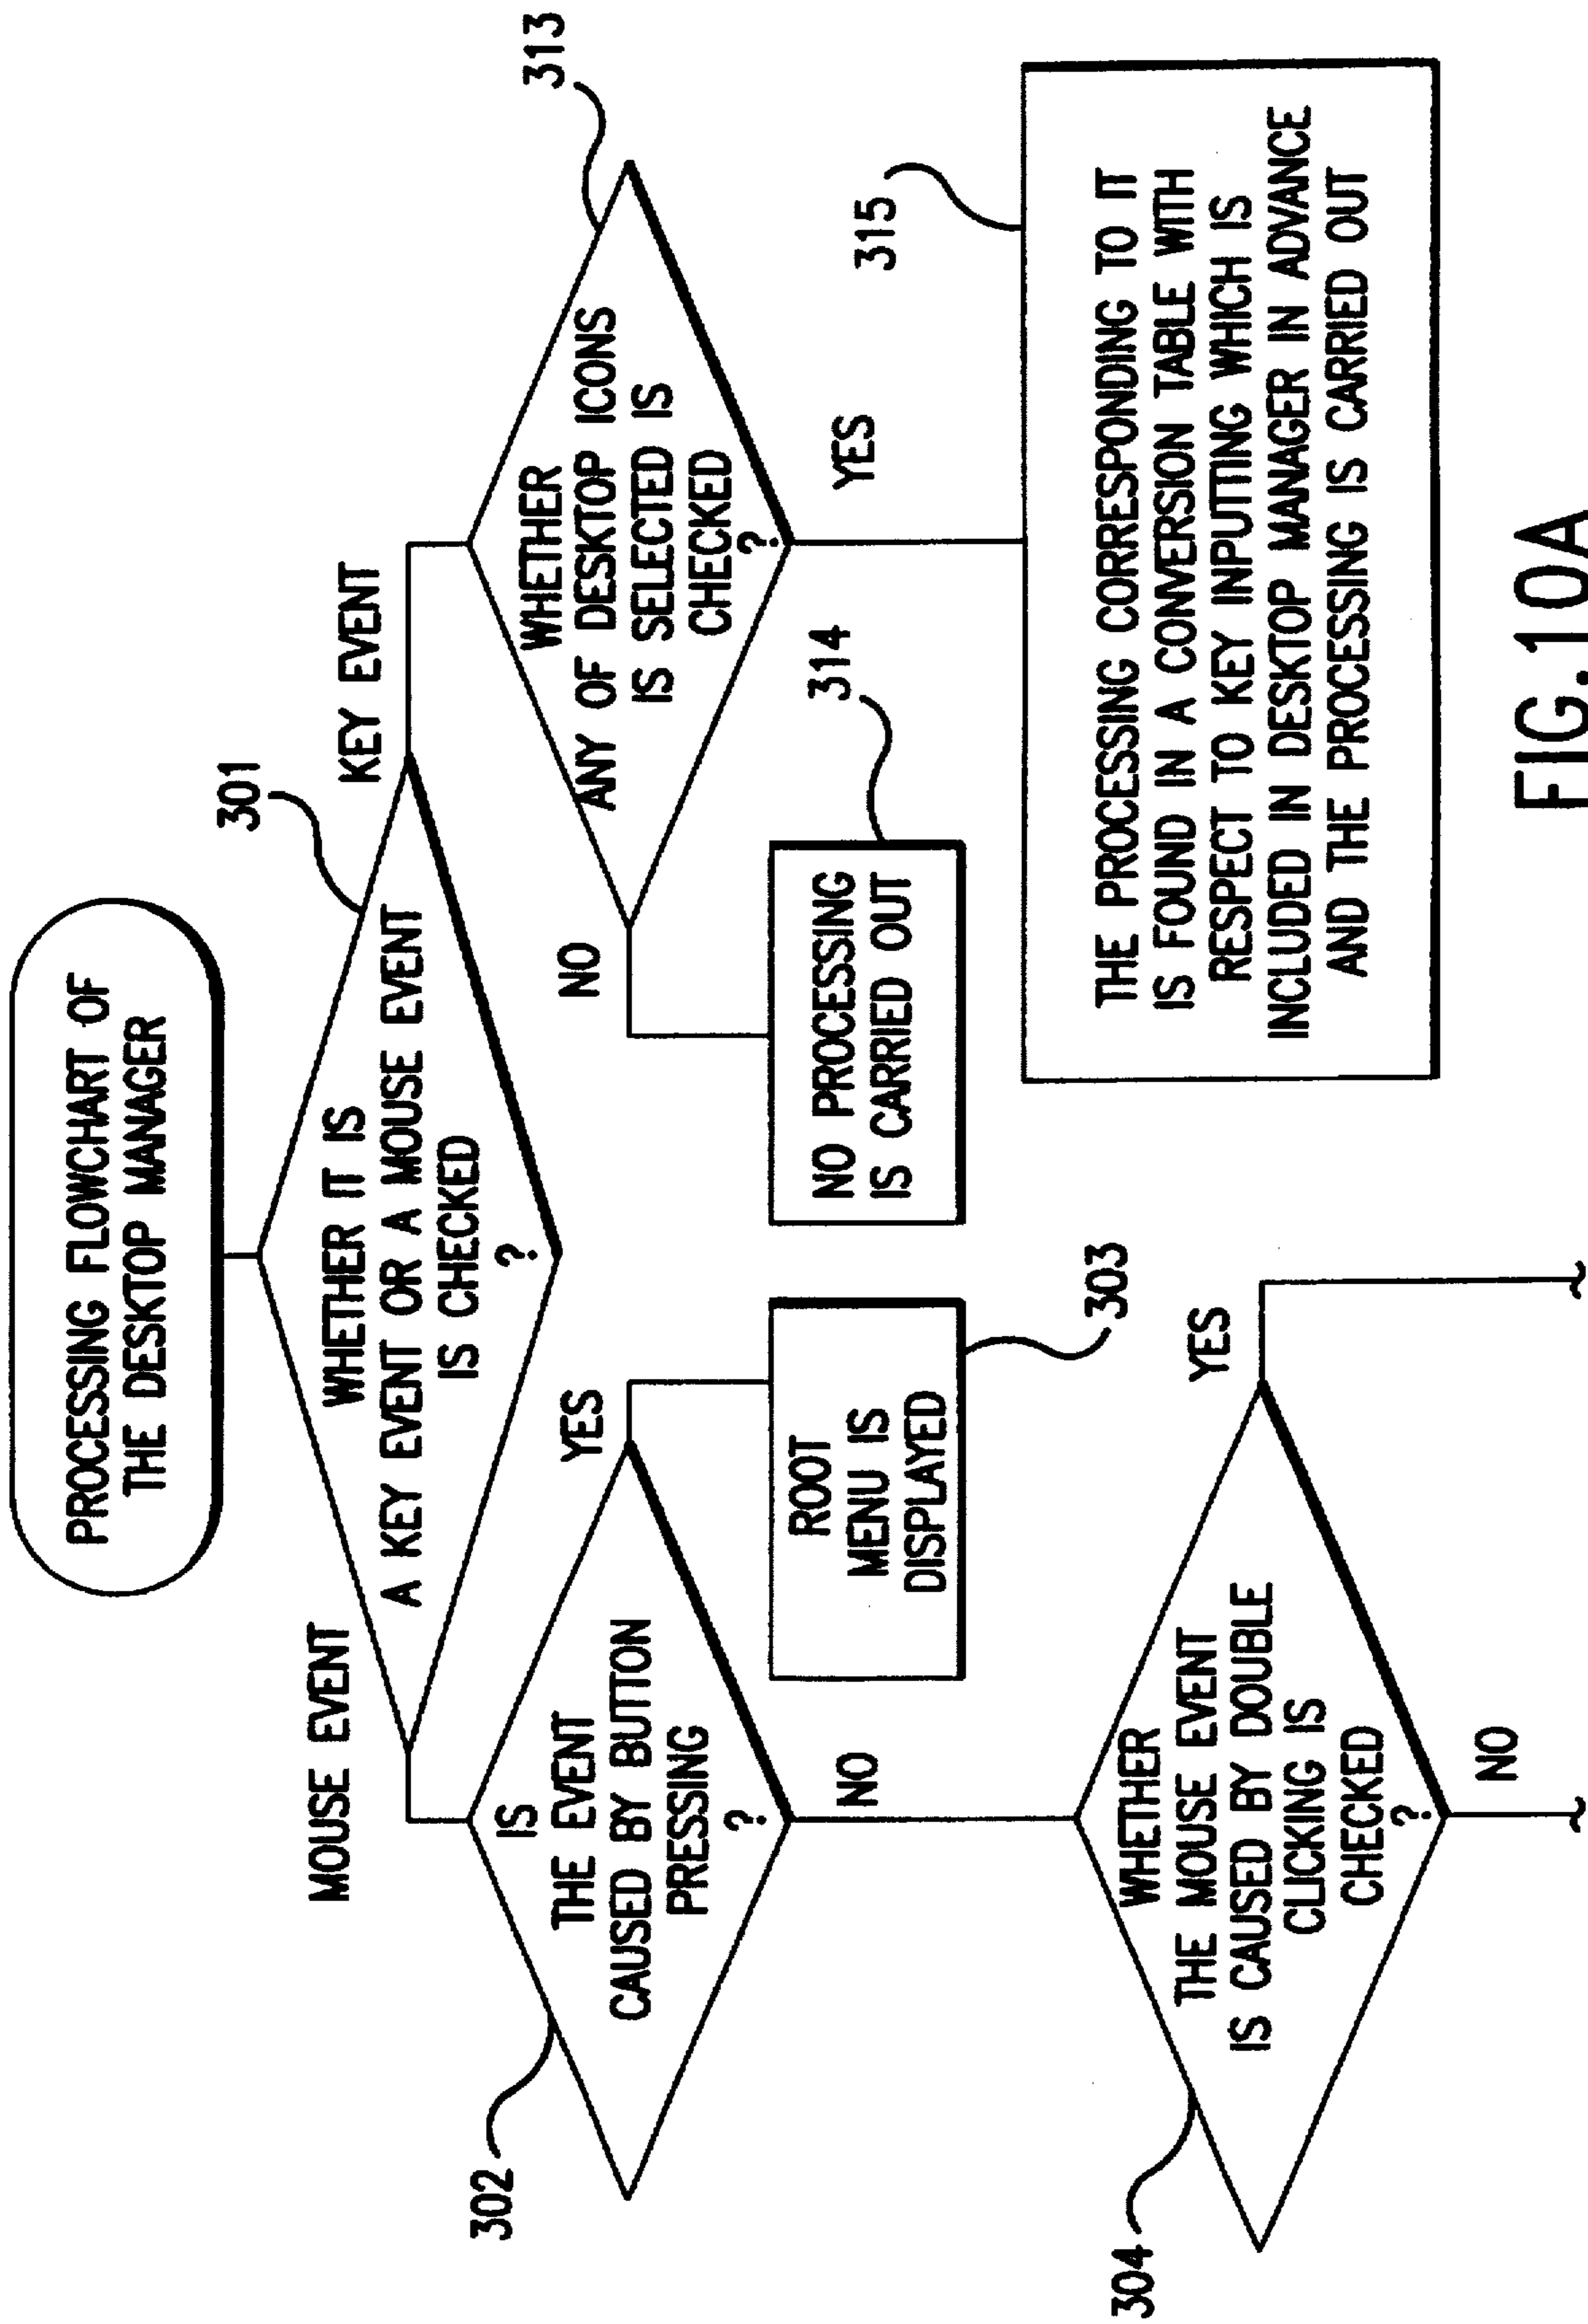 PROCESSING FLOWCHART OF
THE DESKTOP MANAGER
301
WHETHER IT IS
A KEY EVENT OR A MOUSE EVENT
IS CHECKED
?
MOUSE EVENT
KEY EVENT
302
IS
THE EVENT
CAUSED BY BUTTON
PRESSING
?
YES
NO
ROOT
MENU IS
DISPLAYED
303
313
WHETHER
ANY OF DESKTOP ICONS
IS SELECTED IS
CHECKED
?
NO
YES
314
NO PROCESSING
IS CARRIED OUT
315
THE PROCESSING CORRESPONDING TO IT
IS FOUND IN A CONVERSION TABLE WITH
RESPECT TO KEY INPUTING WHICH IS
INCLUDED IN DESKTOP MANAGER IN ADVANCE
AND THE PROCESSING IS CARRIED OUT
304
WHETHER
THE MOUSE EVENT
IS CAUSED BY DOUBLE
CLICKING IS
CHECKED
?
YES
NO
FIG.10A